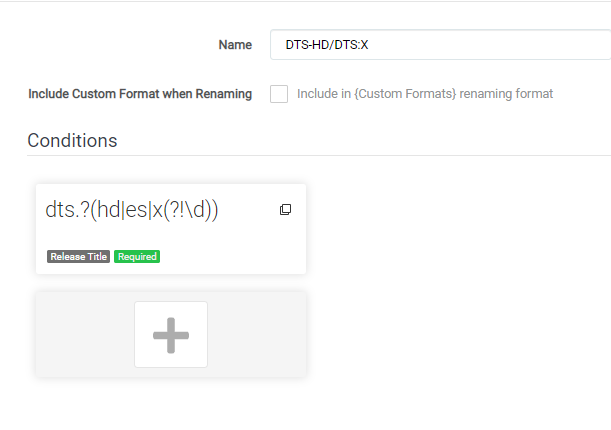 Name
DTS-HD/DTS:X
Include Custom Format when Renaming
Include in {Custom Formats} renaming format
Conditions
dts.?(hd|es|x(?!\d))
Release Title
Required